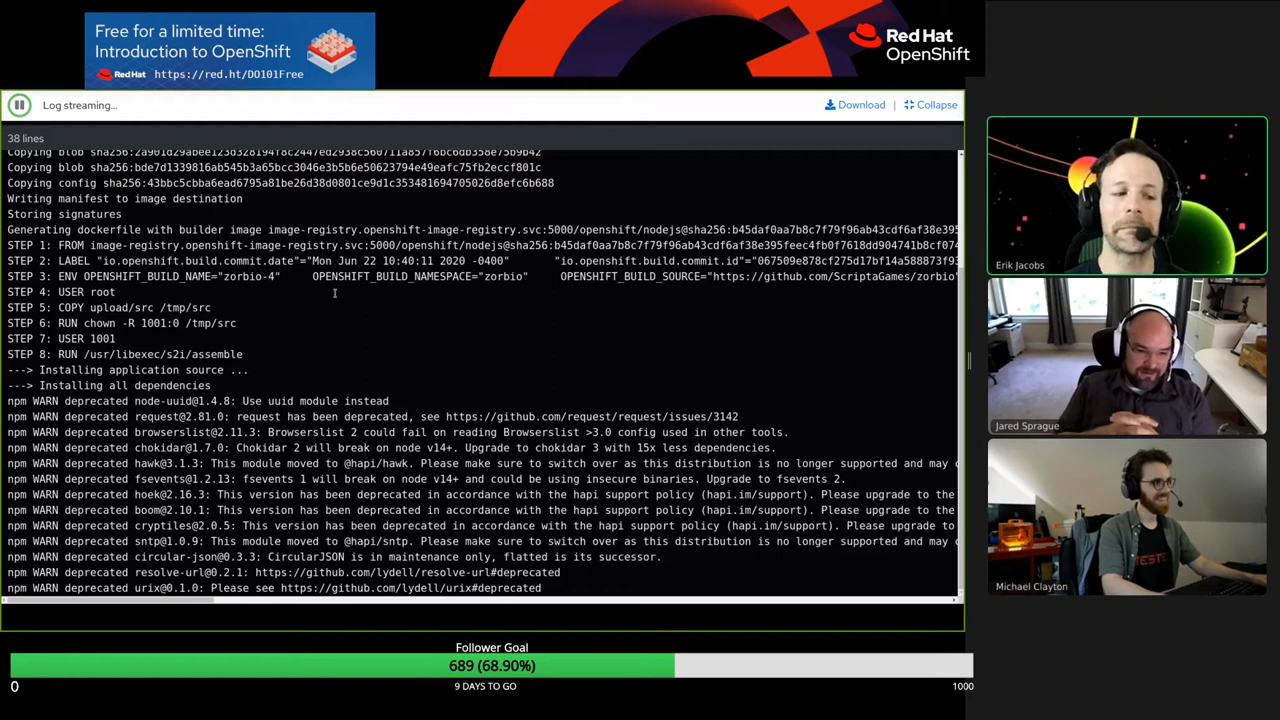 Free for a limited time:
Introduction to OpenShift
Red Hat https://red.ht/DO101Free
Red Hat
OpenShift
Log streaming...
Download | Collapse
38 lines
Copying blob sha256:2a901d29abee123d328194f8c2447ed2938c560711a857f6bc6db358e75b9b42
Copying blob sha256:bde7d1339816ab545b3a65bcc3046e3b5b6e50623794e49eafc75fb2eccf801c
Copying config sha256:43bbc5cbba6ead6795a81be26d38d0801ce9d1c353481694705026d8efc6b688
Writing manifest to image destination
Storing signatures
Generating dockerfile with builder image image-registry.openshift-image-registry.svc:5000/openshift/nodejs@sha256:b45daf0aa7b8c7f79f96ab4f38
STEP 1: FROM image-registry.openshift-image-registry.svc:5000/openshift/nodejs@sha256:b45daf0aa7b8c7f79f96ab4f38e395feec4fb0f7618dd904741b8cf074
STEP 2: LABEL "io.openshift.build.commit.date"="Mon Jun 22 10:40:11 2020 -0400" "io.openshift.build.commit.id"="067509e878cf275d17bf14a588873f93
STEP 3: ENV OPENSHIFT_BUILD_NAME="zorbio-4" OPENSHIFT_BUILD_NAMESPACE="zorbio" OPENSHIFT_BUILD_SOURCE="https://github.com/ScriptaGames/zorbio"
STEP 4: USER root
STEP 5: COPY upload/src /tmp/src
STEP 6: RUN chown -R 1001:0 /tmp/src
STEP 7: USER 1001
STEP 8: RUN /usr/libexec/s2i/assemble
---> Installing application source ...
---> Installing all dependencies
npm WARN deprecated node-uuid@1.4.8: Use uuid module instead
npm WARN deprecated request@2.81.0: request has been deprecated, see https://github.com/request/request/issues/3142
npm WARN deprecated browserslist@2.11.3: Browserslist 2 could fail on reading Browserslist >3.0 config used in other tools.
npm WARN deprecated chokidar@1.7.0: Chokidar 2 will break on node v14+. Upgrade to chokidar 3 with 15x less dependencies.
npm WARN deprecated hawk@3.1.3: This module moved to @hapi/hawk. Please make sure to switch over as this distribution is no longer supported and may c
npm WARN deprecated fsevents@1.2.13: fsevents 1 will break on node v14+ and could be using insecure binaries. Upgrade to fsevents 2.
npm WARN deprecated hoek@2.16.3: This version has been deprecated in accordance with the hapi support policy (hapi.im/support). Please upgrade to the
npm WARN deprecated boom@2.10.1: This version has been deprecated in accordance with the hapi support policy (hapi.im/support). Please upgrade to the
npm WARN deprecated cryptiles@2.0.5: This version has been deprecated in accordance with the hapi support policy (hapi.im/support). Please upgrade to
npm WARN deprecated sntp@1.0.9: This module moved to @hapi/sntp. Please make sure to switch over as this distribution is no longer supported and may c
npm WARN deprecated circular-json@0.3.3: CircularJSON is in maintenance only, flatted is its successor.
npm WARN deprecated resolve-url@0.2.1: https://github.com/lydell/resolve-url#deprecated
npm WARN deprecated urix@0.1.0: Please see https://github.com/lydell/urix#deprecated
Erik Jacobs
Jared Sprague
Michael Clayton
Follower Goal
689 (68.90%)
0
9 DAYS TO GO
1000